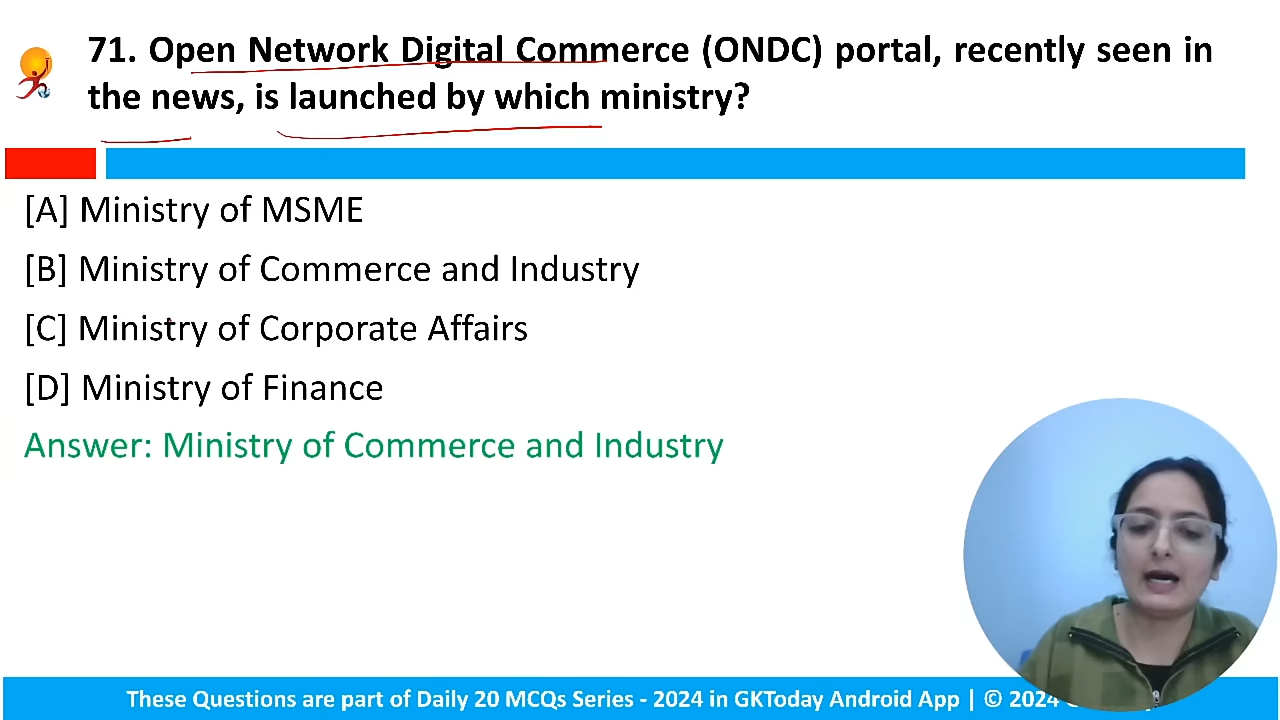 71. Open Network Digital Commerce (ONDC) portal, recently seen in
the news, is launched by which ministry?
[A] Ministry of MSME
[B] Ministry of Commerce and Industry
[C] Ministry of Corporate Affairs
[D] Ministry of Finance
Answer: Ministry of Commerce and Industry
These Questions are part of Daily 20 MCQs Series - 2024 in GKToday Android App | © 2024